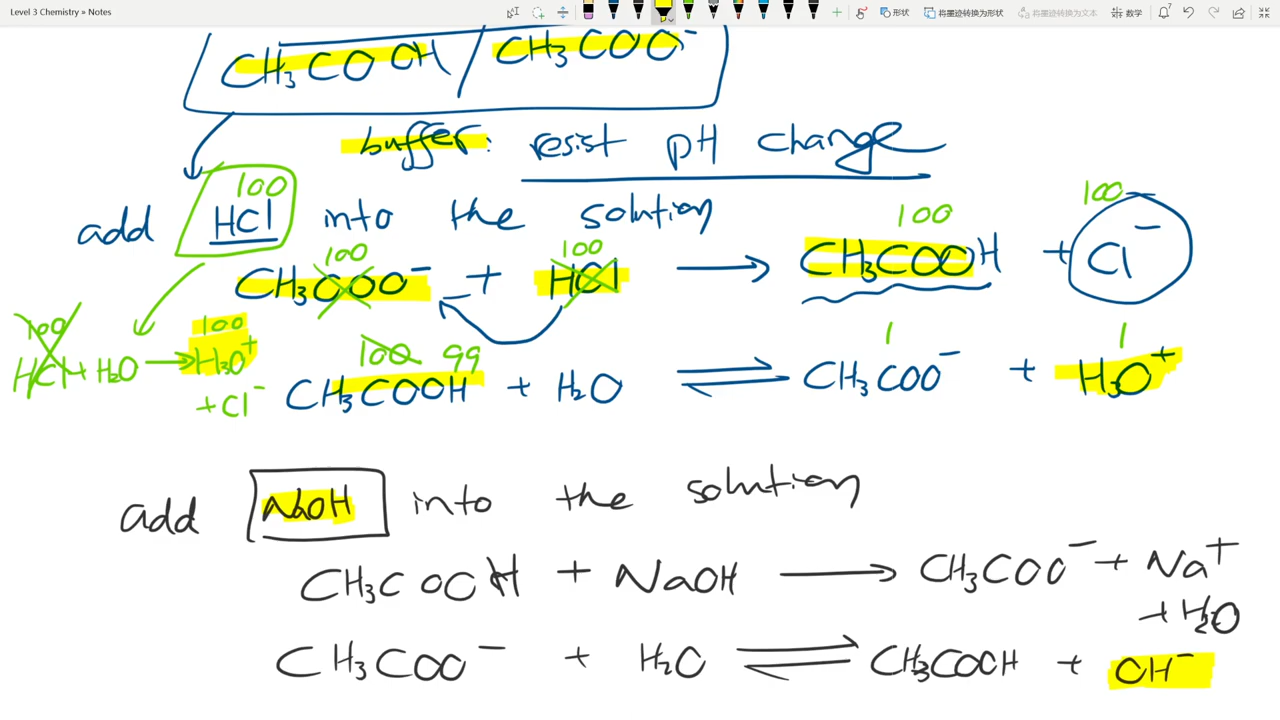 Level 3 Chemistry » Notes
形状 将墨迹转换为形状 将墨迹转换为文本 数学
CH₃COOH / CH₃COO⁻
buffer: resist pH change
100
add HCl into the solution
100 100 100 100
CH₃COO⁻ + HCl → CH₃COOH + Cl⁻
100 100 100 99 1 1
HCl + H₂O → H₃O⁺
+ Cl⁻
CH₃COOH + H₂O ⇌ CH₃COO⁻ + H₃O⁺
add NaOH into the solution
CH₃COOH + NaOH → CH₃COO⁻ + Na⁺
+ H₂O
CH₃COO⁻ + H₂O ⇌ CH₃COOH + OH⁻